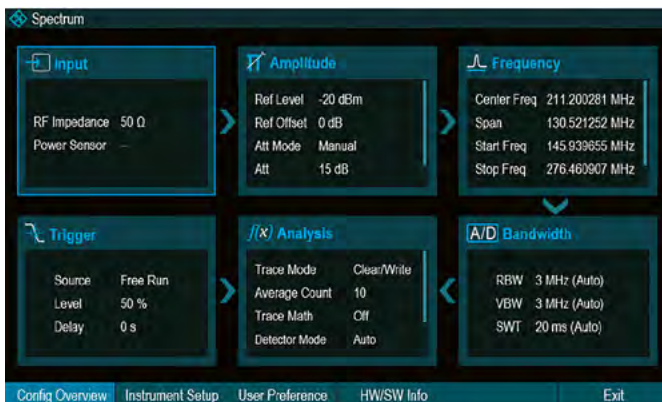 Spectrum
Input
RF Impedance 50 Ω
Power Sensor –
Amplitude
Ref Level -20 dBm
Ref Offset 0 dB
Att Mode Manual
Att 15 dB
Frequency
Center Freq 211.200281 MHz
Span 130.521252 MHz
Start Freq 145.939655 MHz
Stop Freq 276.460907 MHz
Trigger
Source Free Run
Level 50 %
Delay 0 s
f(x) Analysis
Trace Mode Clear/Write
Average Count 10
Trace Math Off
Detector Mode Auto
A/D Bandwidth
RBW 3 MHz (Auto)
VBW 3 MHz (Auto)
SWT 20 ms (Auto)
Config Overview Instrument Setup User Preference HW/SW Info Exit